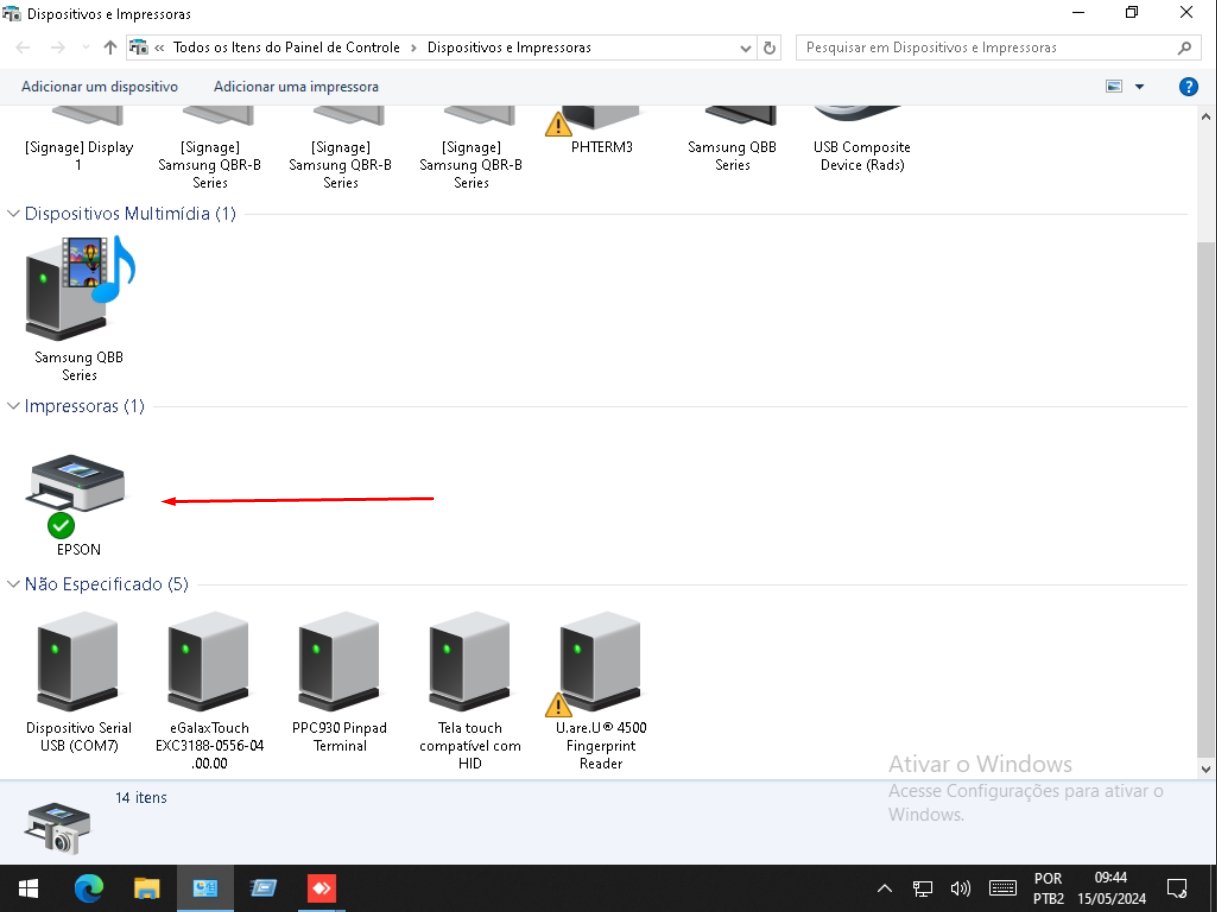 Dispositivos e Impressoras
« Todos os Itens do Painel de Controle › Dispositivos e Impressoras
Pesquisar em Dispositivos e Impressoras
Adicionar um dispositivo
Adicionar uma impressora
?
[Signage] Display
1
[Signage]
Samsung QBR-B
Series
[Signage]
Samsung QBR-B
Series
[Signage]
Samsung QBR-B
Series
PHTERM3
Samsung QBB
Series
USB Composite
Device (Rads)
Dispositivos Multimídia (1)
Samsung QBB
Series
Impressoras (1)
EPSON
Não Especificado (5)
Dispositivo Serial
USB (COM7)
eGalaxTouch
EXC3188-0556-04
.00.00
PPC930 Pinpad
Terminal
Tela touch
compatível com
HID
U.are.U® 4500
Fingerprint
Reader
Ativar o Windows
Acesse Configurações para ativar o
Windows.
14 itens
POR
PTB2
09:44
15/05/2024